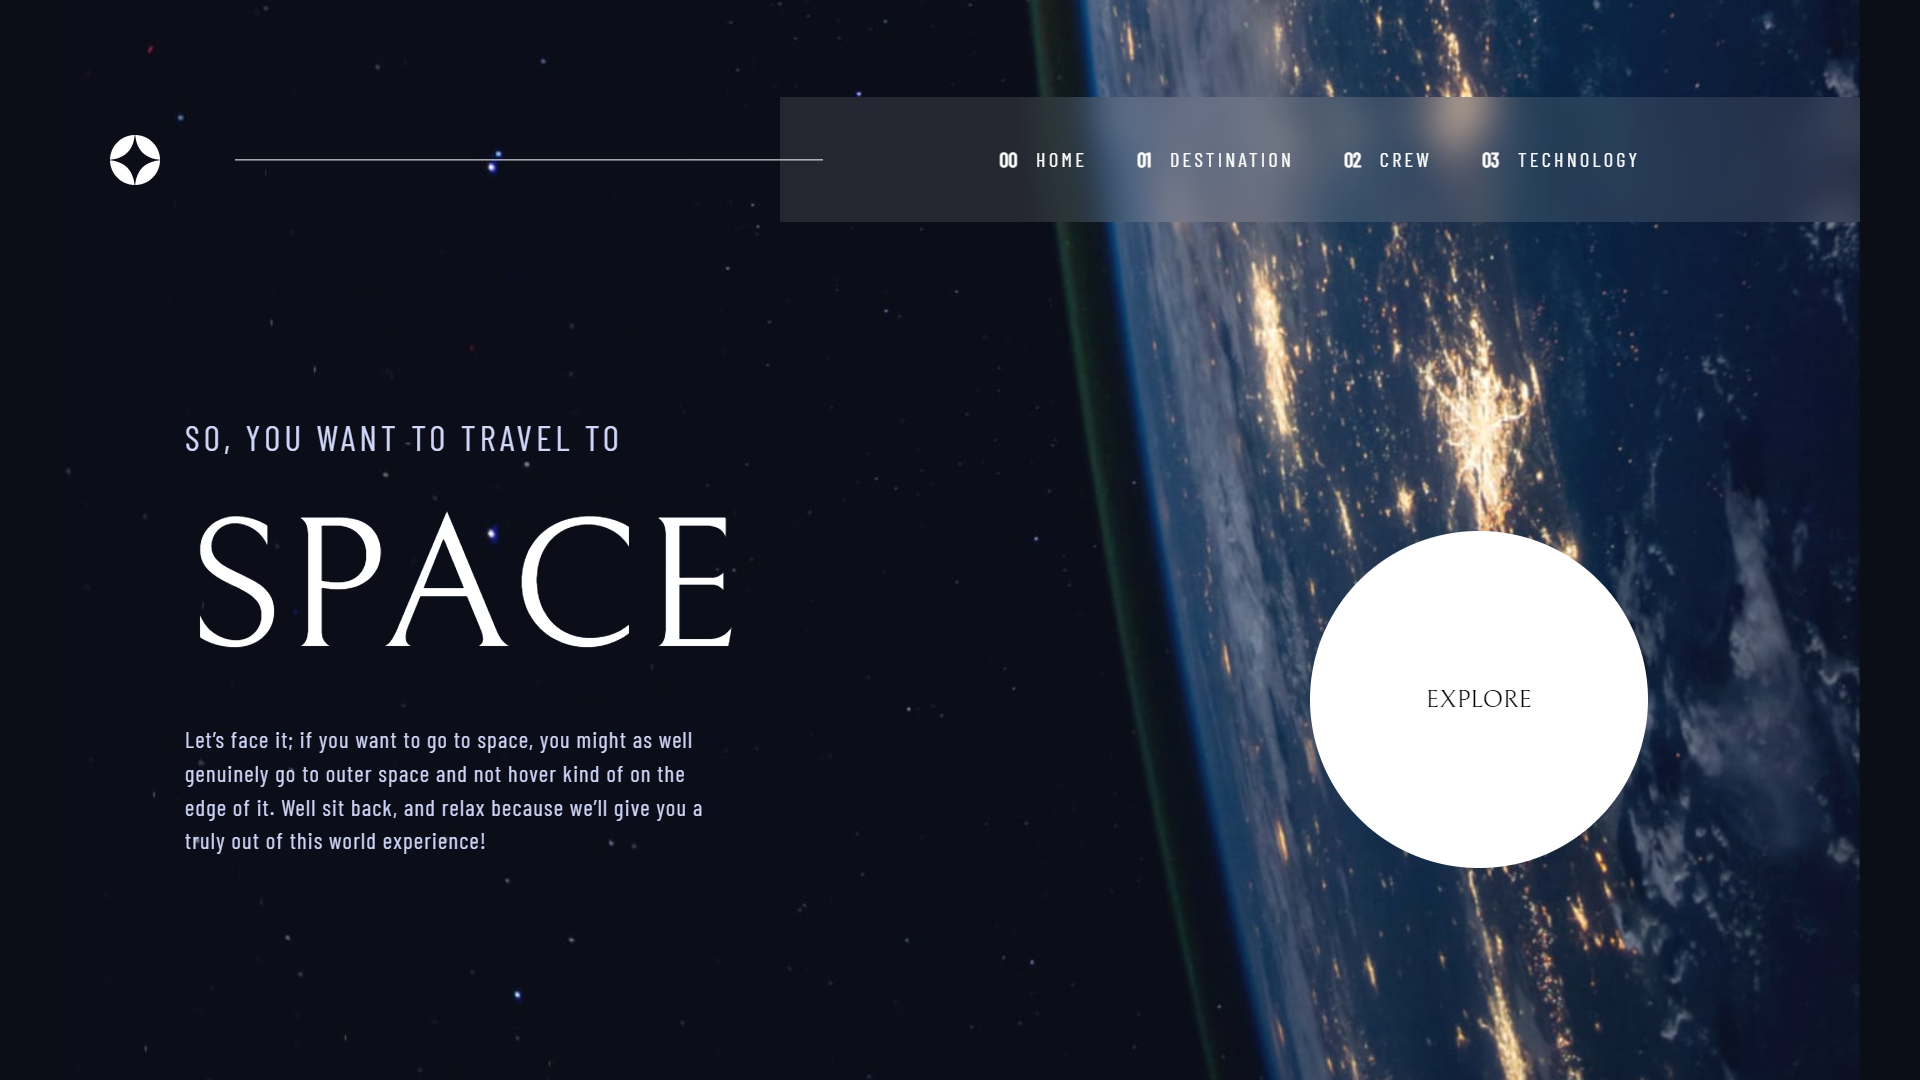 00 HOME 01 DESTINATION 02 CREW 03 TECHNOLOGY
SO, YOU WANT TO TRAVEL TO
SPACE
Let’s face it; if you want to go to space, you might as well
genuinely go to outer space and not hover kind of on the
edge of it. Well sit back, and relax because we’ll give you a
truly out of this world experience!
EXPLORE